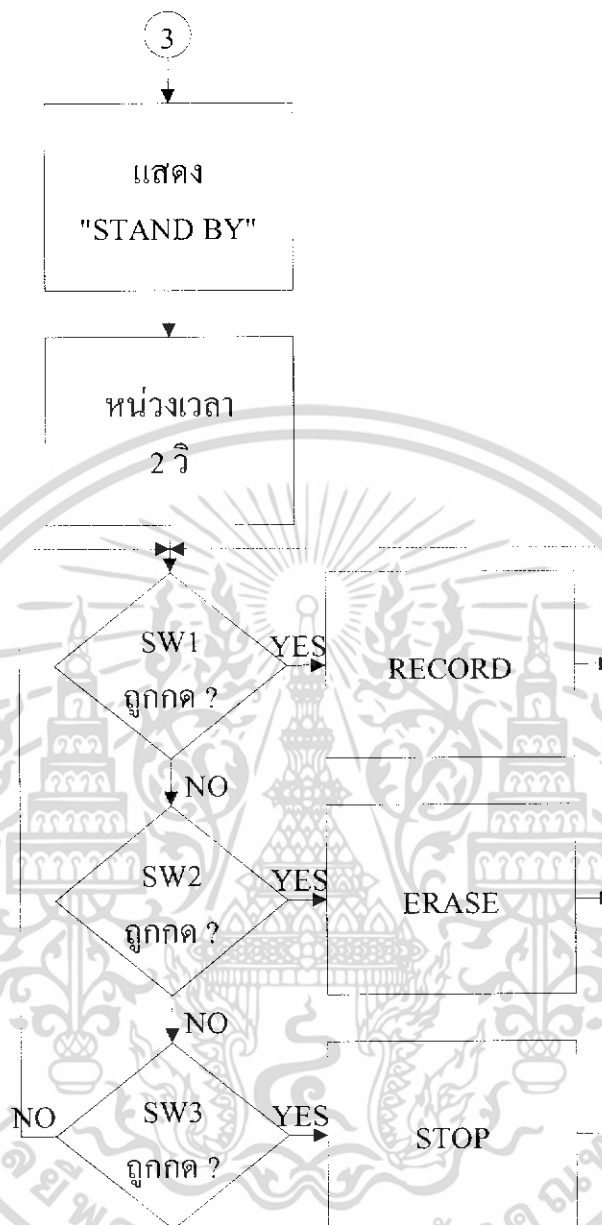 3
แสดง
"STAND BY"
หน่วงเวลา
2 วิ
SW1
ถูกกด ?
YES
RECORD
NO
SW2
ถูกกด ?
YES
ERASE
NO
SW3
ถูกกด ?
NO
YES
STOP